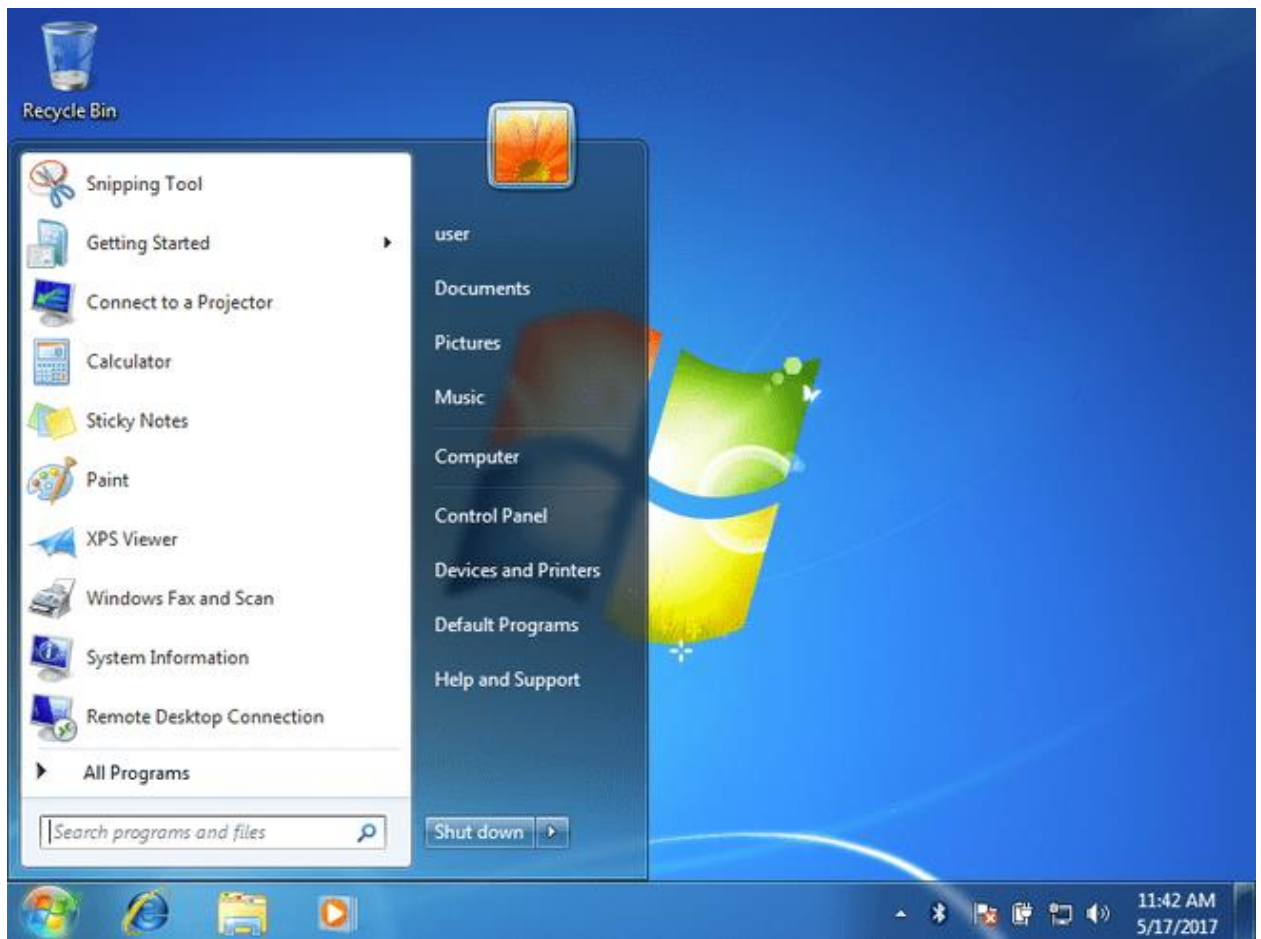 Recycle Bin
Snipping Tool
Getting Started
Connect to a Projector
Calculator
Sticky Notes
Paint
XPS Viewer
Windows Fax and Scan
System Information
Remote Desktop Connection
All Programs
Search programs and files
user
Documents
Pictures
Music
Computer
Control Panel
Devices and Printers
Default Programs
Help and Support
Shut down
11:42 AM
5/17/2017